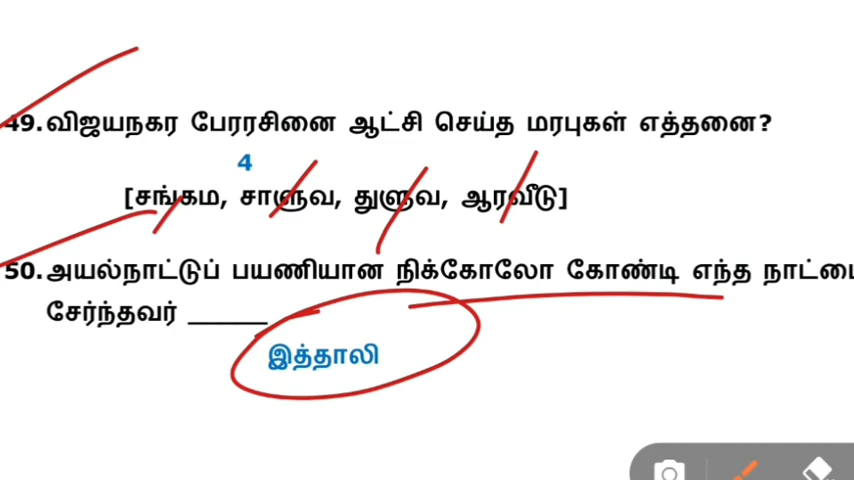 49. விஜயநகர பேரரசினை ஆட்சி செய்த மரபுகள் எத்தனை?
4
[சங்கம, சாளுவ, துளுவ, ஆரவீடு]
50. அயல்நாட்டுப் பயணியான நிக்கோலோ கோண்டி எந்த நாட்டை
சேர்ந்தவர் ______
இத்தாலி